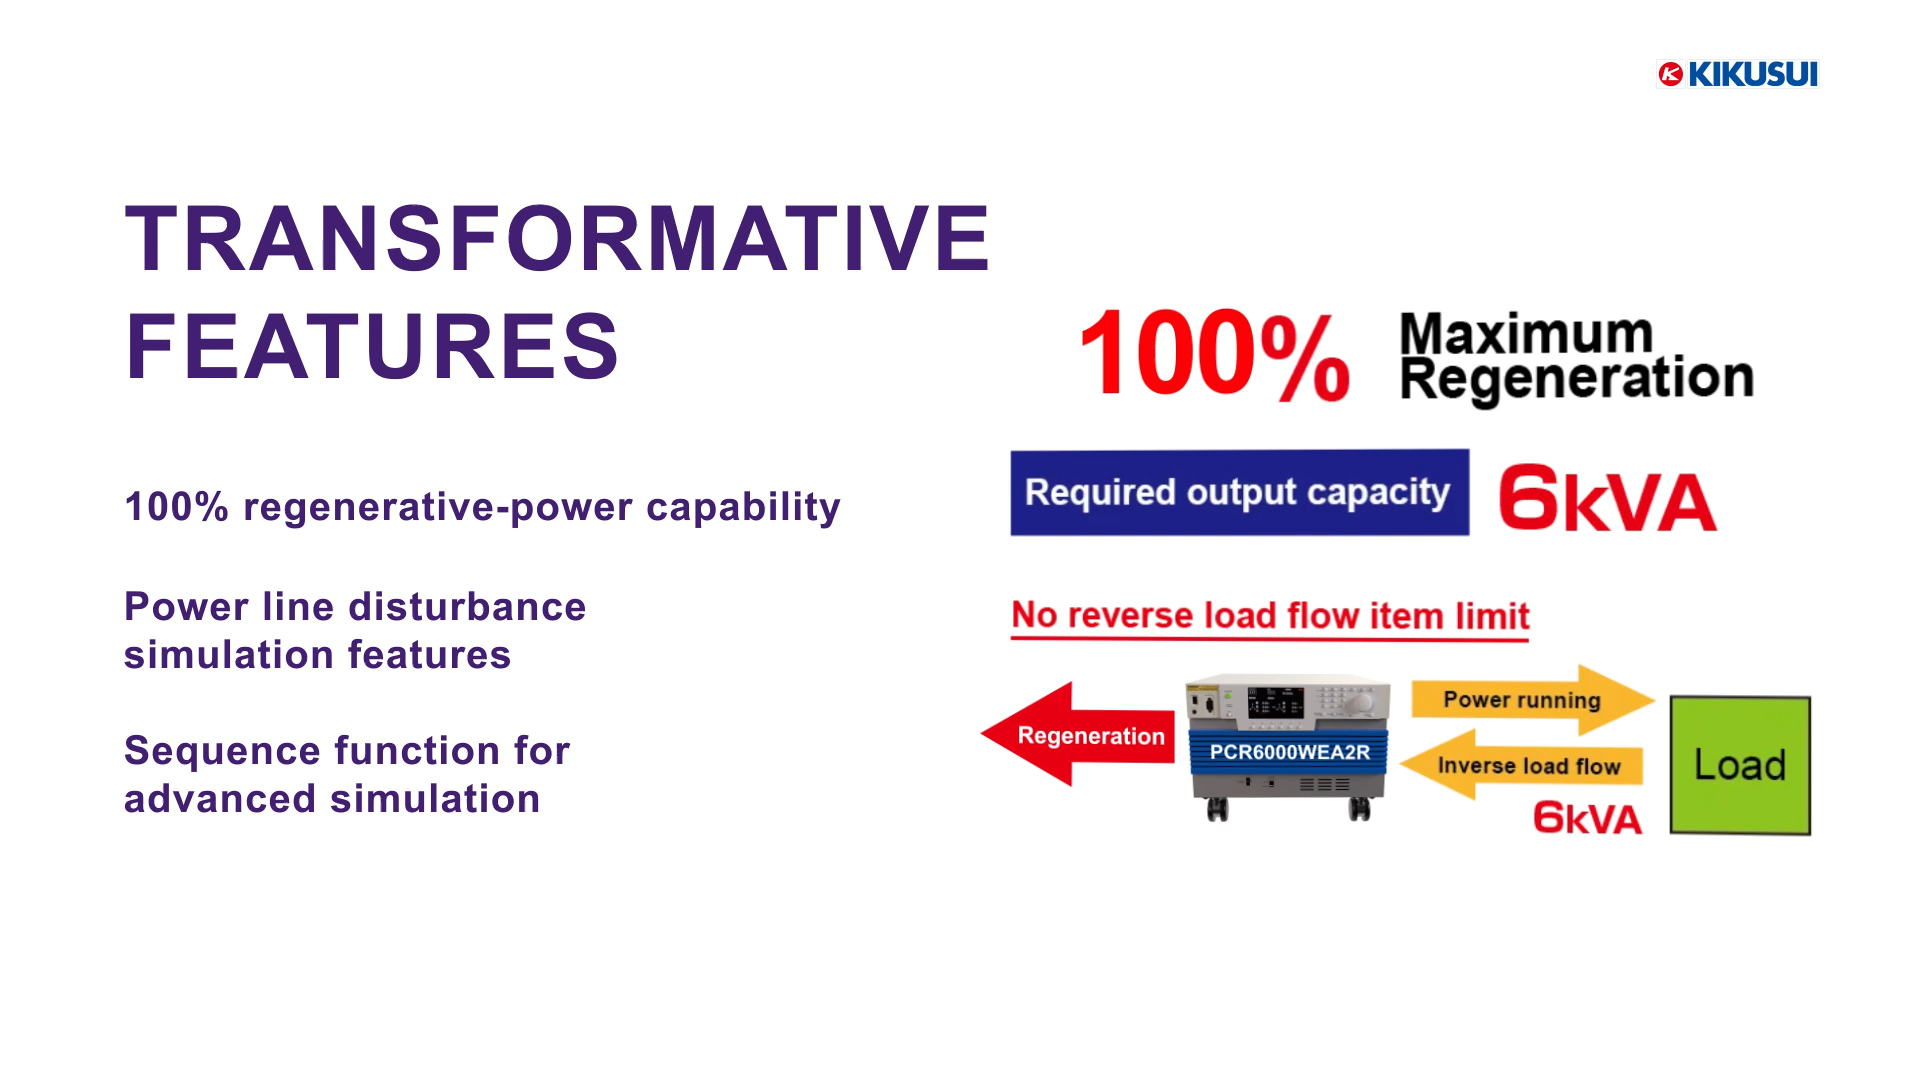 KIKUSUI
TRANSFORMATIVE
FEATURES
100% regenerative-power capability
Power line disturbance
simulation features
Sequence function for
advanced simulation
100% Maximum
Regeneration
Required output capacity 6kVA
No reverse load flow item limit
Regeneration
PCR6000WEA2R
Power running
Inverse load flow
6kVA
Load